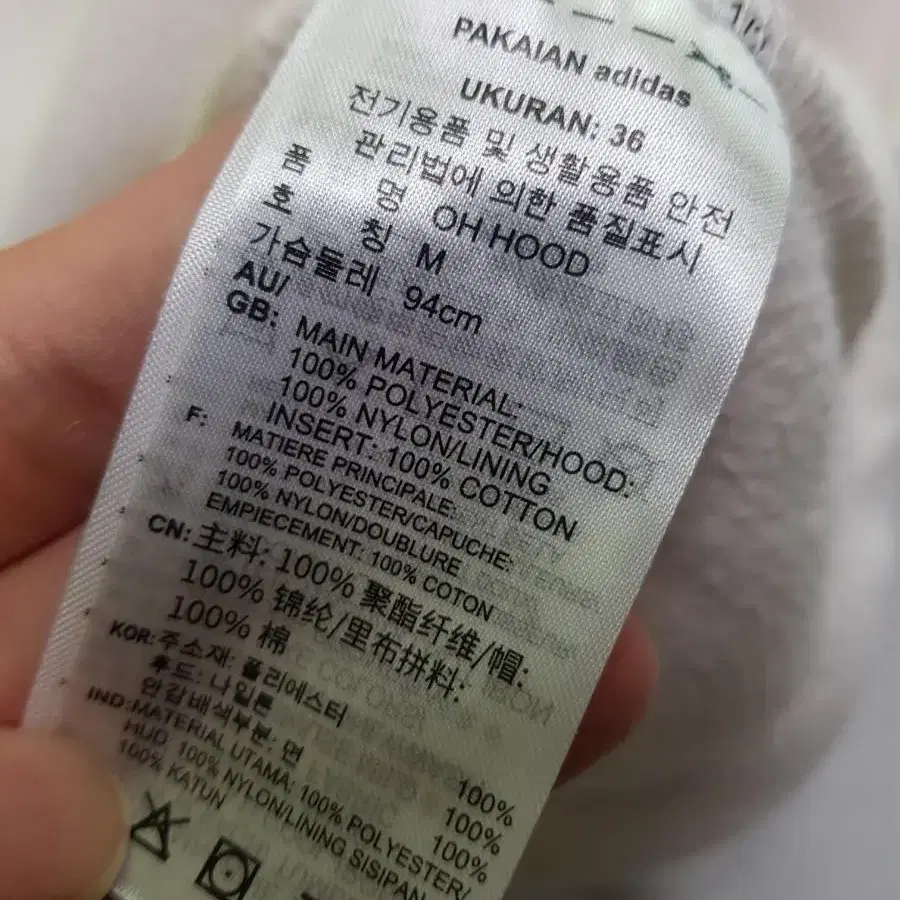 PAKAIAN adidas
UKURAN: 36
전기용품 및 생활용품 안전
관리법에 의한 품질표시
품 명 OH HOOD
호 칭 M
가슴둘레 94cm
AU/
GB: MAIN MATERIAL:
100% POLYESTER/HOOD:
100% NYLON/LINING
INSERT: 100% COTTON
F: MATIERE PRINCIPALE:
100% POLYESTER/CAPUCHE:
100% NYLON/DOUBLURE
EMPIECEMENT: 100% COTON
CN: 主料: 100% 聚酯纤维/帽:
100% 锦纶/里布拼料:
100% 棉
KOR: 주소재: 폴리에스터 100%
후드: 나일론 100%
안감배색부분: 면 100%
IND: MATERIAL UTAMA: 100% POLYESTER/
HUD: 100% NYLON/LINING SISIPAN
100% KATUN